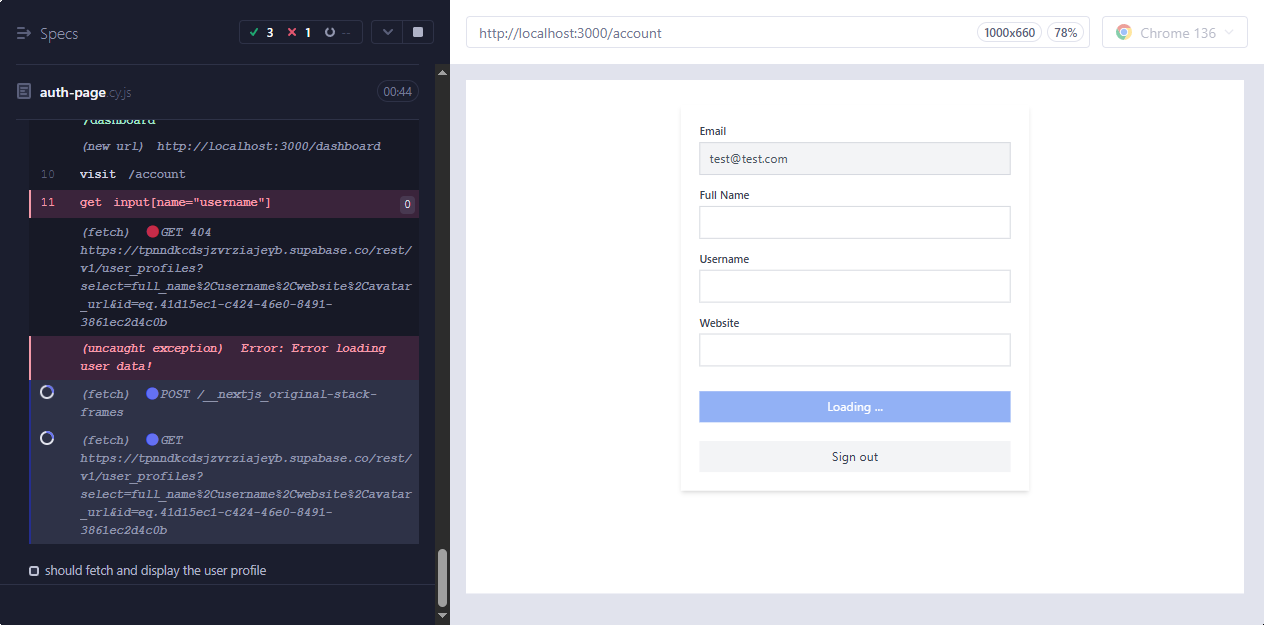 Specs
3 1 --
auth-page.cy.js 00:44
/dashboard
(new url) http://localhost:3000/dashboard
10 visit /account
11 get input[name="username"] 0
(fetch) GET 404
https://tpnndkcdsjzvrziajeyb.supabase.co/rest/
v1/user_profiles?
select=full_name%2Cusername%2Cwebsite%2Cavatar
_url&id=eq.41d15ec1-c424-46e0-8491-
3861ec2d4c0b
(uncaught exception) Error: Error loading
user data!
(fetch) POST /__nextjs_original-stack-
frames
(fetch) GET
https://tpnndkcdsjzvrziajeyb.supabase.co/rest/
v1/user_profiles?
select=full_name%2Cusername%2Cwebsite%2Cavatar
_url&id=eq.41d15ec1-c424-46e0-8491-
3861ec2d4c0b
should fetch and display the user profile
http://localhost:3000/account 1000x660 78% Chrome 136
Email
test@test.com
Full Name
Username
Website
Loading ...
Sign out